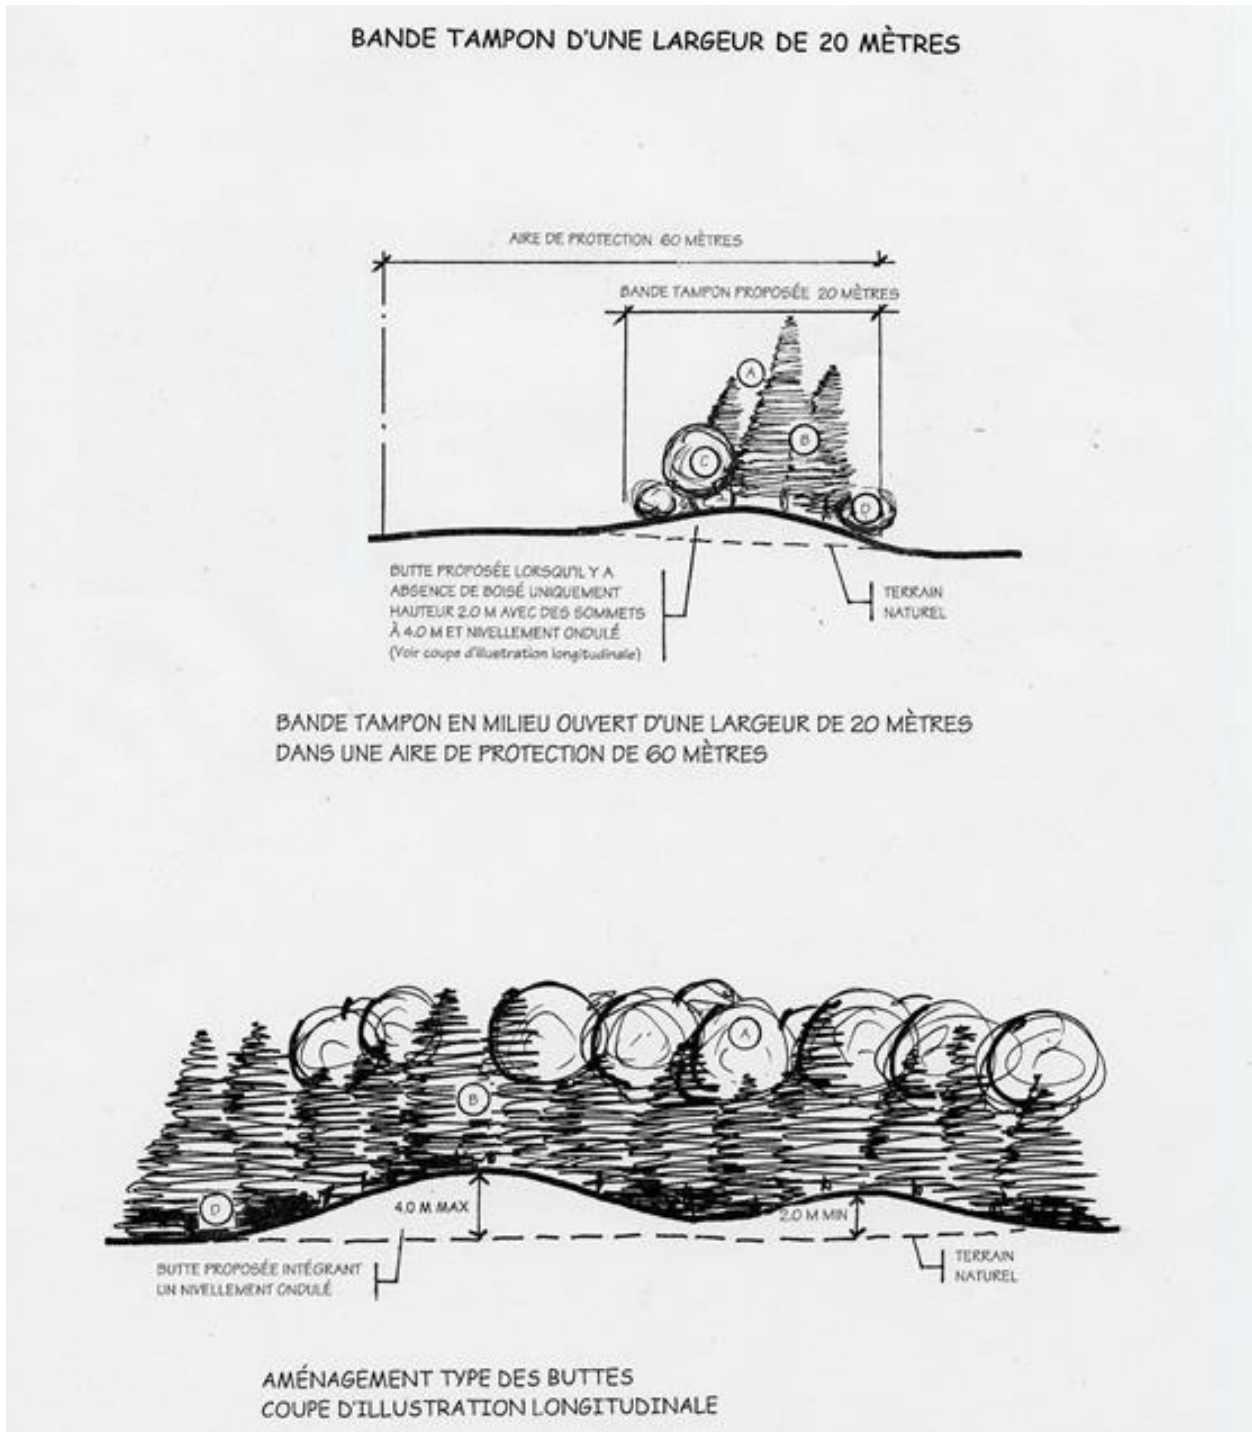 BANDE TAMPON D'UNE LARGEUR DE 20 MÈTRES
AIRE DE PROTECTION 60 MÈTRES
BANDE TAMPON PROPOSÉE 20 MÈTRES
A
B
C
D
BUTTE PROPOSÉE LORSQU'IL Y A
ABSENCE DE BOISÉ UNIQUEMENT
HAUTEUR 2.0 M AVEC DES SOMMETS
À 4.0 M ET NIVELLEMENT ONDULÉ
(Voir coupe d'illustration longitudinale)
TERRAIN
NATUREL
BANDE TAMPON EN MILIEU OUVERT D'UNE LARGEUR DE 20 MÈTRES
DANS UNE AIRE DE PROTECTION DE 60 MÈTRES
A
B
D
4.0 M MAX
2.0 M MIN
BUTTE PROPOSÉE INTÉGRANT
UN NIVELLEMENT ONDULÉ
TERRAIN
NATUREL
AMÉNAGEMENT TYPE DES BUTTES
COUPE D'ILLUSTRATION LONGITUDINALE